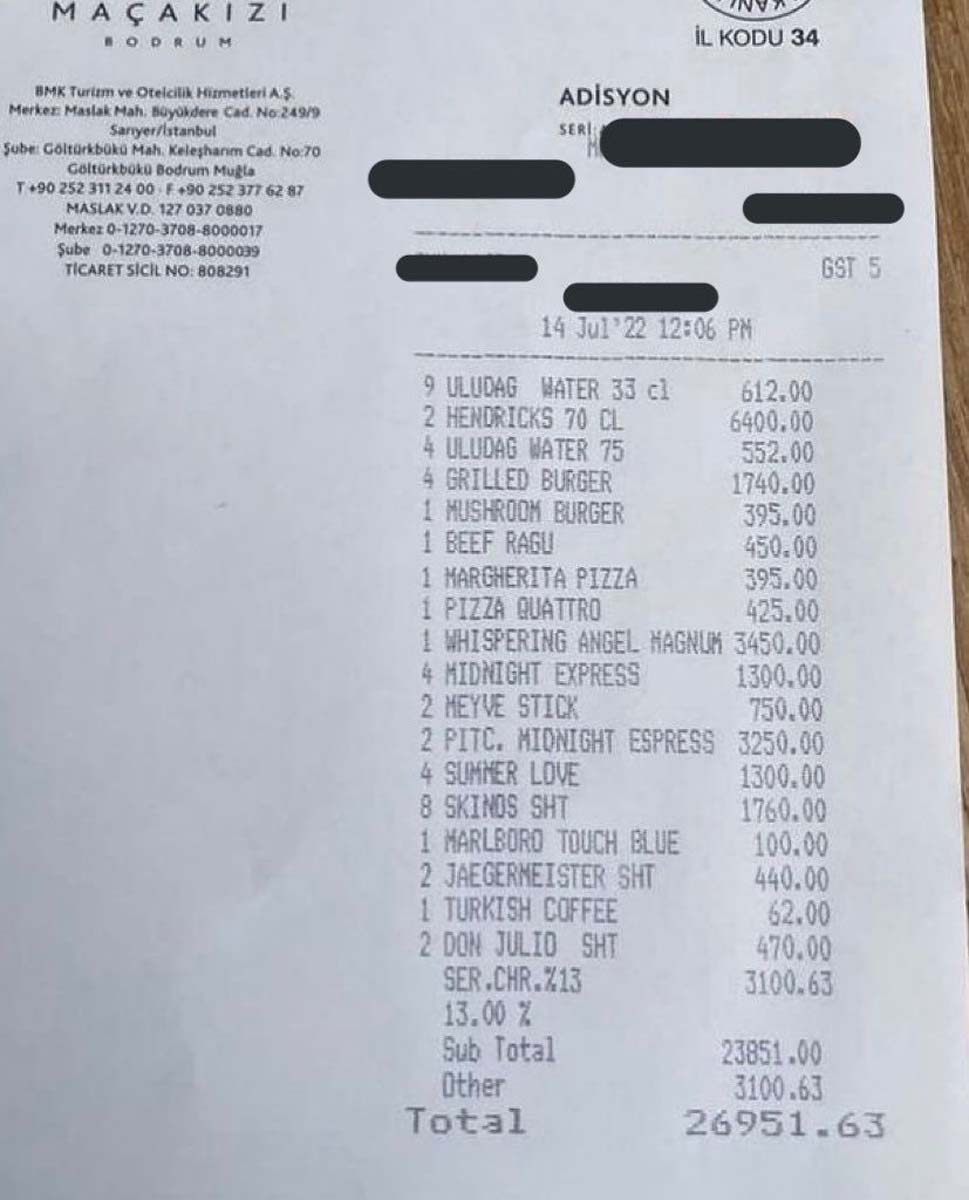 MAÇAKIZI
BODRUM
BMK Turizm ve Otelcilik Hizmetleri A.Ş.
Merkez: Maslak Mah. Büyükdere Cad. No:249/9
Sarıyer/İstanbul
Şube: Göltürkbükü Mah. Keleşharım Cad. No:70
Göltürkbükü Bodrum Muğla
T +90 252 311 24 00 - F +90 252 377 62 87
MASLAK V.D. 127 037 0880
Merkez 0-1270-3708-8000017
Şube 0-1270-3708-8000039
TİCARET SİCİL NO: 808291
İL KODU 34
ADİSYON
SERİ
GST 5
14 Jul'22 12:06 PM
9 ULUDAG WATER 33 cl 612.00
2 HENDRICKS 70 CL 6400.00
4 ULUDAG WATER 75 552.00
4 GRILLED BURGER 1740.00
1 MUSHROOM BURGER 395.00
1 BEEF RAGU 450.00
1 MARGHERITA PIZZA 395.00
1 PIZZA QUATTRO 425.00
1 WHISPERING ANGEL MAGNUM 3450.00
4 MIDNIGHT EXPRESS 1300.00
2 MEYVE STICK 750.00
2 PITC. MIDNIGHT ESPRESS 3250.00
4 SUMMER LOVE 1300.00
8 SKINOS SHT 1760.00
1 MARLBORO TOUCH BLUE 100.00
2 JAEGERMEISTER SHT 440.00
1 TURKISH COFFEE 62.00
2 DON JULIO SHT 470.00
SER.CHR.%13 3100.63
13.00 %
Sub Total 23851.00
Other 3100.63
Total 26951.63